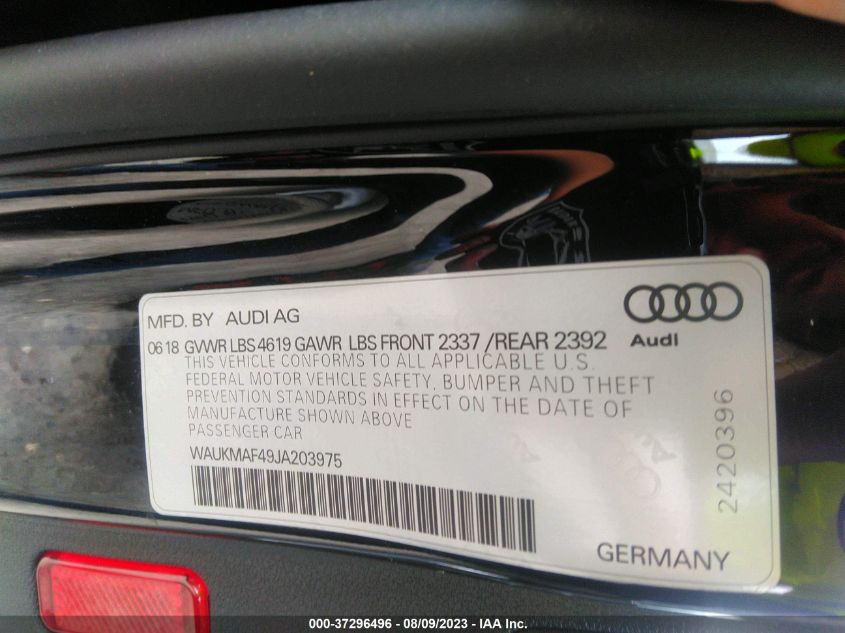 MFD. BY AUDI AG
Audi
06 18 GVWR LBS 4619 GAWR LBS FRONT 2337 /REAR 2392
THIS VEHICLE CONFORMS TO ALL APPLICABLE U.S.
FEDERAL MOTOR VEHICLE SAFETY, BUMPER AND THEFT
PREVENTION STANDARDS IN EFFECT ON THE DATE OF
MANUFACTURE SHOWN ABOVE
PASSENGER CAR
WAUKMAF49JA203975
2420396
GERMANY
000-37296496 - 08/09/2023 - IAA Inc.